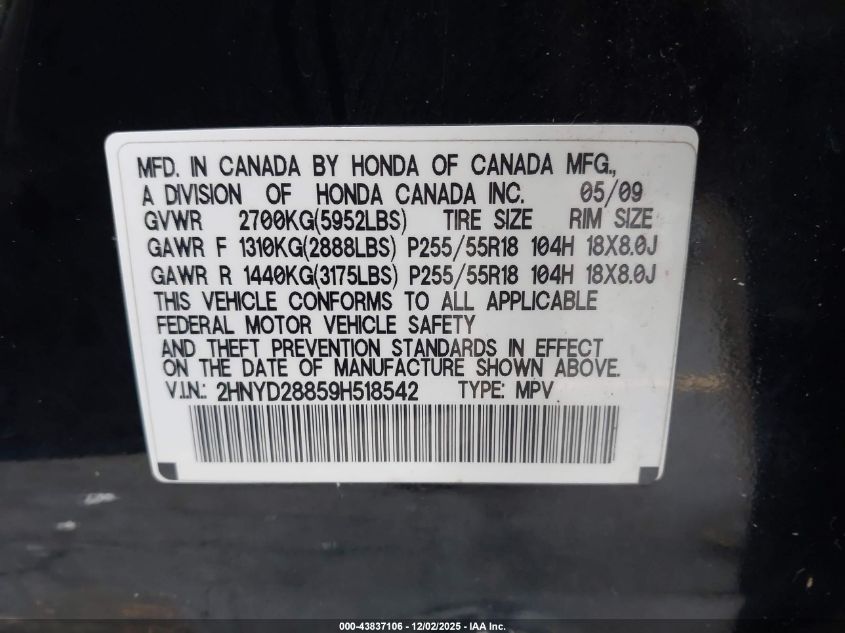 MFD. IN CANADA BY HONDA OF CANADA MFG.,
A DIVISION OF HONDA CANADA INC. 05/09
GVWR 2700KG(5952LBS) TIRE SIZE RIM SIZE
GAWR F 1310KG(2888LBS) P255/55R18 104H 18X8.0J
GAWR R 1440KG(3175LBS) P255/55R18 104H 18X8.0J
THIS VEHICLE CONFORMS TO ALL APPLICABLE
FEDERAL MOTOR VEHICLE SAFETY
AND THEFT PREVENTION STANDARDS IN EFFECT
ON THE DATE OF MANUFACTURE SHOWN ABOVE.
V.I.N.: 2HNYD28859H518542 TYPE: MPV
000-43837106 - 12/02/2025 - IAA Inc.